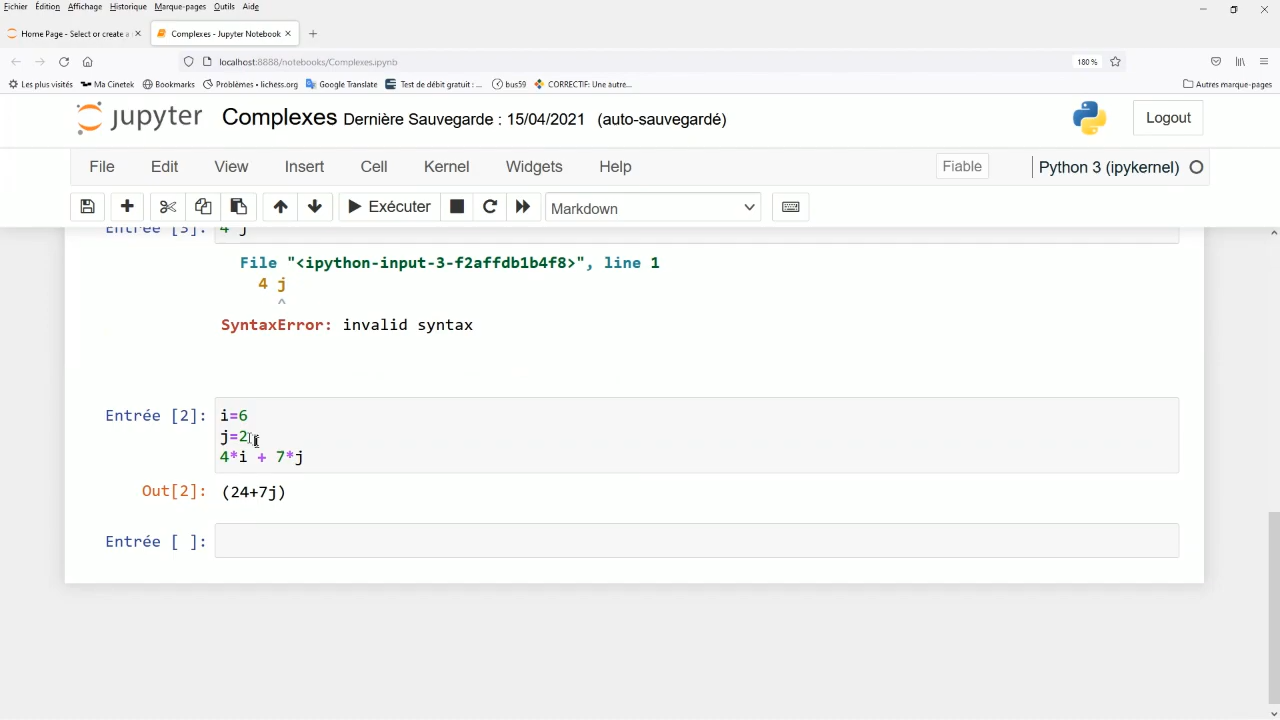 Fichier Édition Affichage Historique Marque-pages Outils Aide
Home Page - Select or create a
Complexes - Jupyter Notebook
localhost:8888/notebooks/Complexes.ipynb
180 %
Les plus visités Ma Cinetek Bookmarks Problèmes • lichess.org Google Translate Test de débit gratuit : ... bus59 CORRECTIF: Une autre... Autres marque-pages
jupyter Complexes Dernière Sauvegarde : 15/04/2021 (auto-sauvegardé) Logout
File Edit View Insert Cell Kernel Widgets Help Fiable Python 3 (ipykernel)
Exécuter Markdown
Entrée [3]: 4 j
File "<ipython-input-3-f2affdb1b4f8>", line 1
4 j
^
SyntaxError: invalid syntax
Entrée [2]: i=6
j=2
4*i + 7*j
Out[2]: (24+7j)
Entrée [ ]: